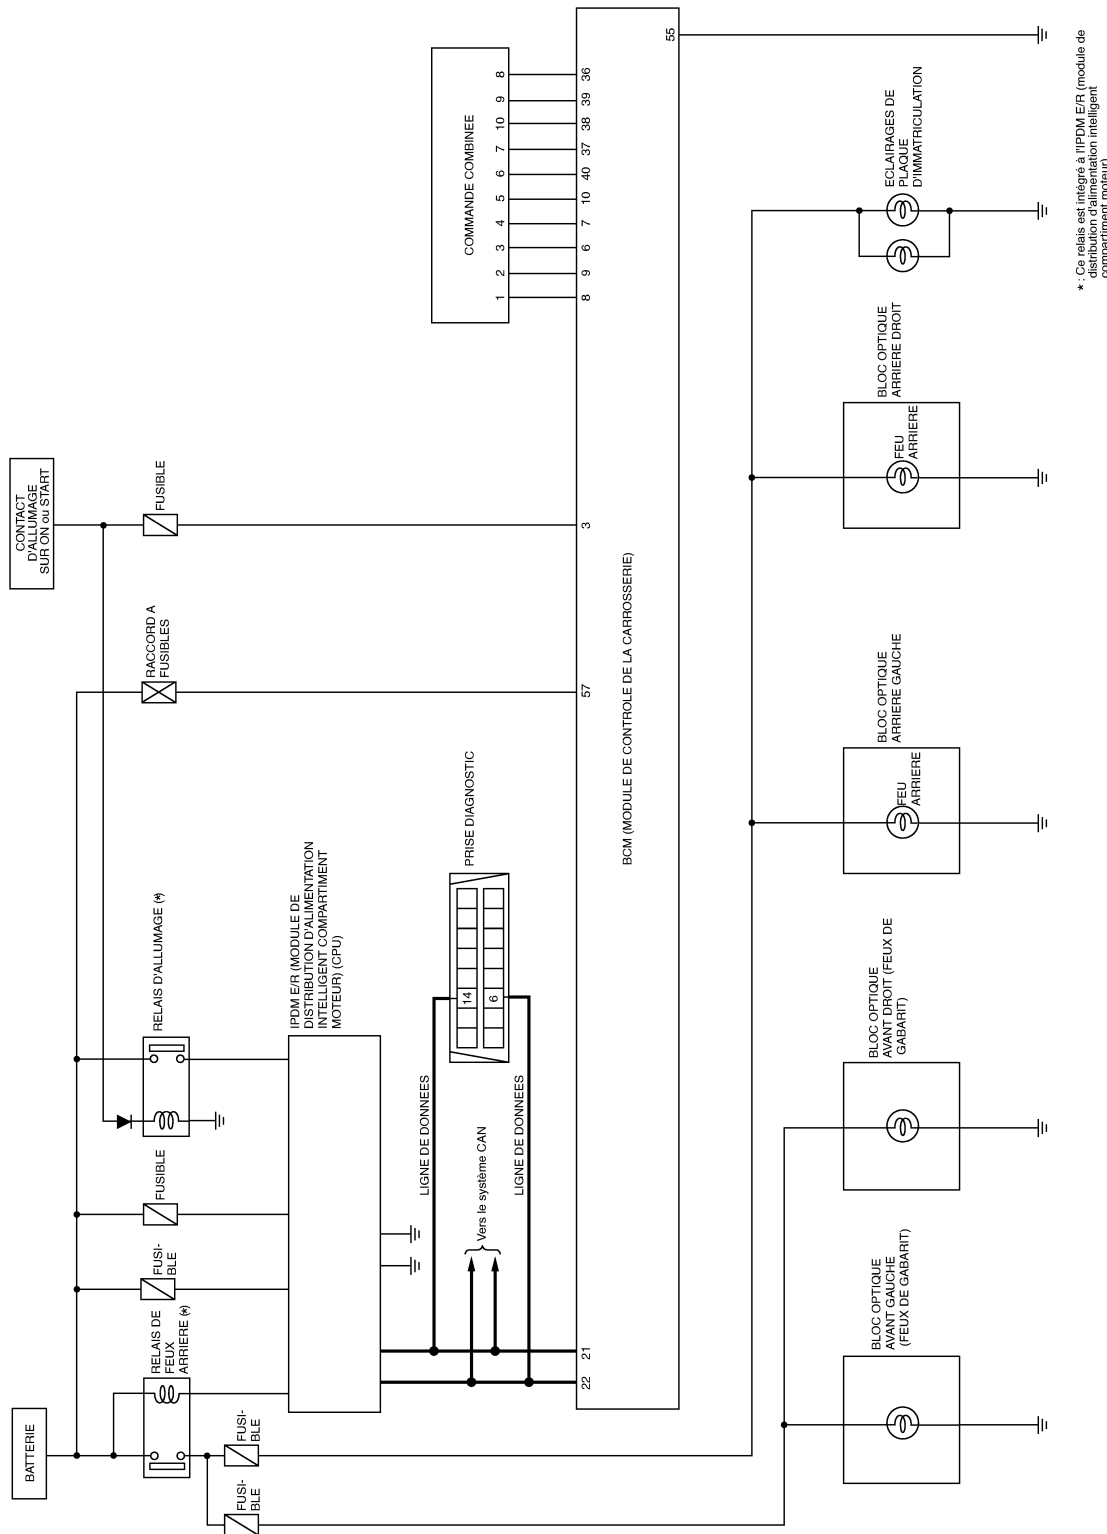 BATTERIE
CONTACT
D'ALLUMAGE
SUR ON ou START
RELAIS DE
FEUX
ARRIERE (*)
FUSI-
BLE
FUSI-
BLE
FUSI-
BLE
FUSIBLE
RELAIS D'ALLUMAGE (*)
RACCORD A
FUSIBLES
FUSIBLE
IPDM E/R (MODULE DE
DISTRIBUTION D'ALIMENTATION
INTELLIGENT COMPARTIMENT
MOTEUR) (CPU)
LIGNE DE DONNEES
Vers le système CAN
LIGNE DE DONNEES
PRISE DIAGNOSTIC
14
6
COMMANDE COMBINEE
1 2 3 4 5 6 7 10 9 8
22 21 57 3 8 9 6 7 10 40 37 38 39 36
BCM (MODULE DE CONTROLE DE LA CARROSSERIE)
55
BLOC OPTIQUE
AVANT GAUCHE
(FEUX DE GABARIT)
BLOC OPTIQUE
AVANT DROIT (FEUX DE
GABARIT)
BLOC OPTIQUE
ARRIERE GAUCHE
FEU
ARRIERE
BLOC OPTIQUE
ARRIERE DROIT
FEU
ARRIERE
ECLAIRAGES DE
PLAQUE
D'IMMATRICULATION
* : Ce relais est intégré à l'IPDM E/R (module de
distribution d'alimentation intelligent
compartiment moteur)